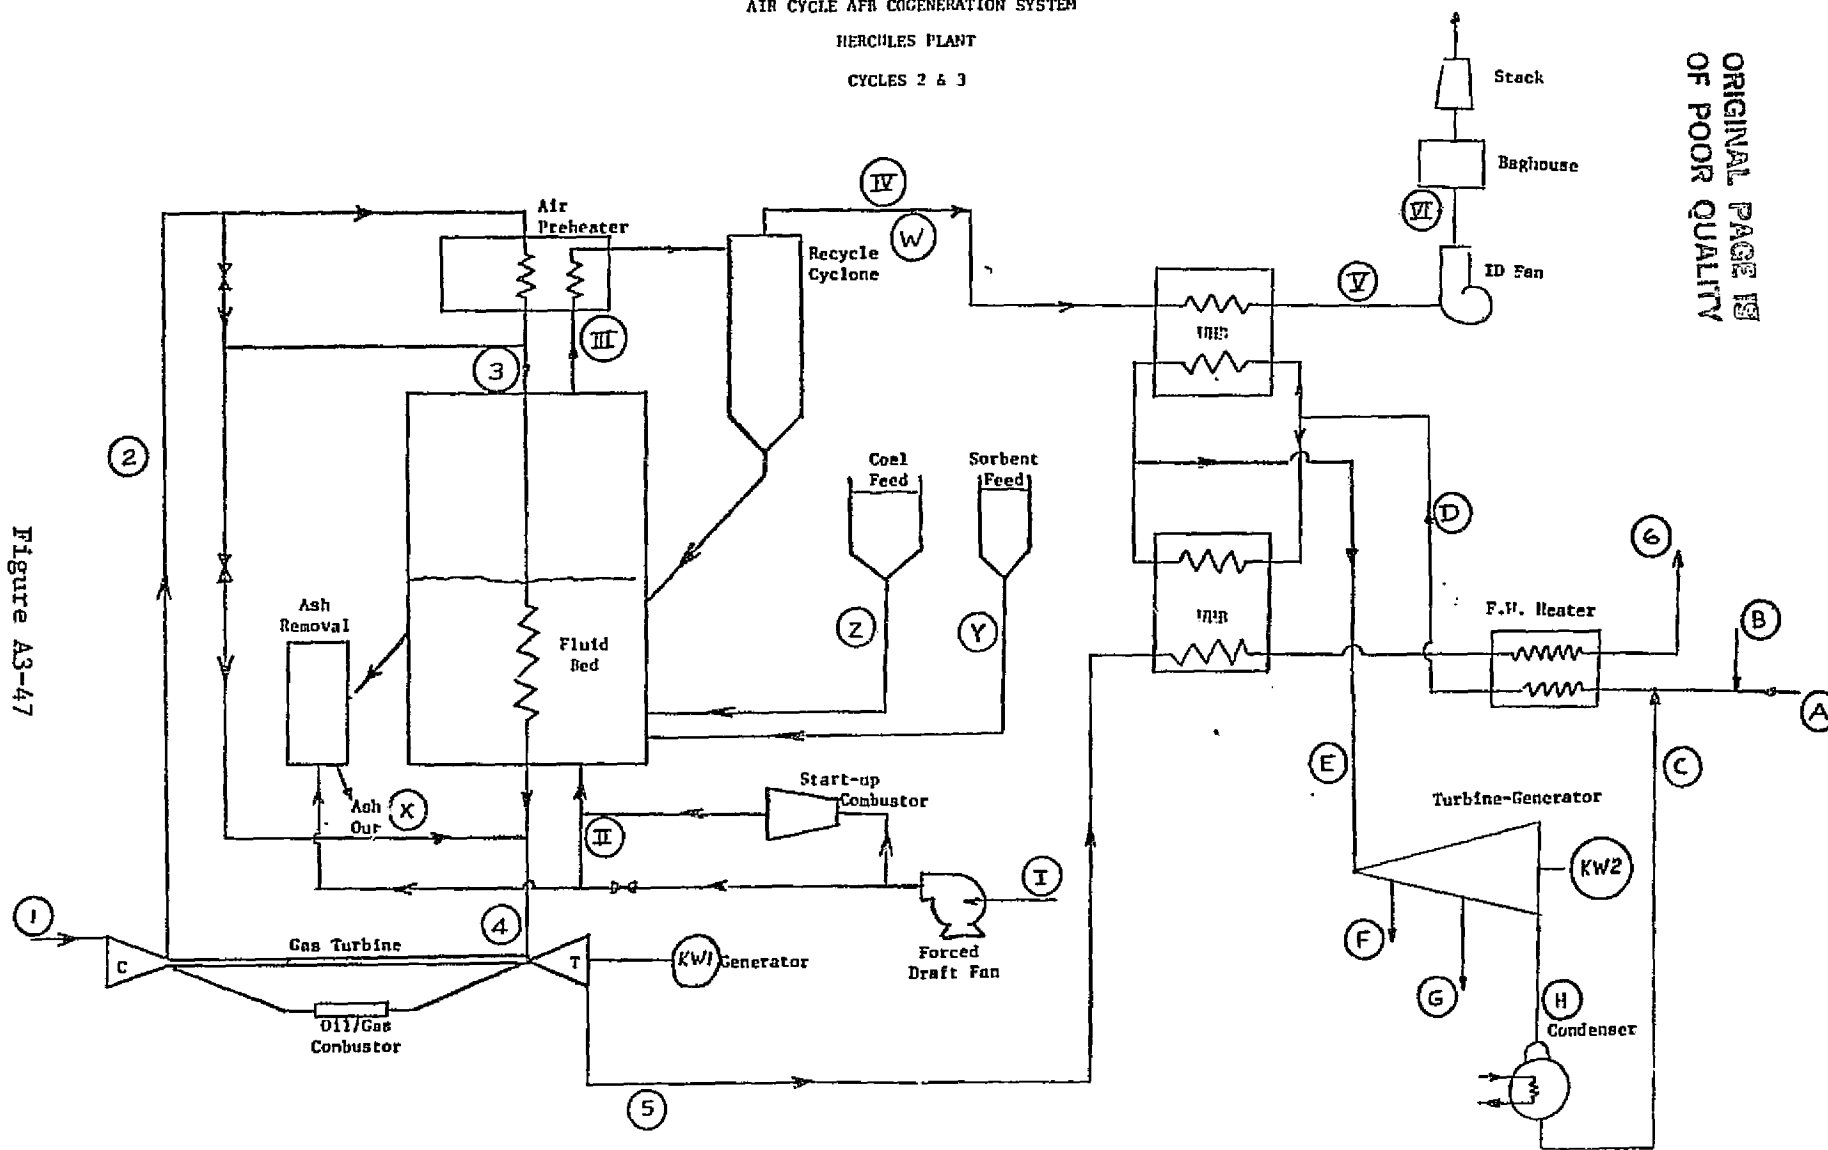 AIR CYCLE AFB COGENERATION SYSTEM
HERCULES PLANT
CYCLES 2 & 3
ORIGINAL PAGE IS
OF POOR QUALITY
Stack
Baghouse
VI
ID Fan
V
IV
W
Air
Preheater
Recycle
Cyclone
III
3
2
Coal
Feed
Sorbent
Feed
D
6
F.W. Heater
B
A
Z
Y
Ash
Removal
Fluid
Bed
E
C
Start-up
Combustor
Turbine-Generator
Ash
Out
X
II
KW2
I
1
4
F
Gas Turbine
C
T
KW1
Generator
Forced
Draft Fan
G
H
Condenser
Oil/Gas
Combustor
5
Figure A3-47